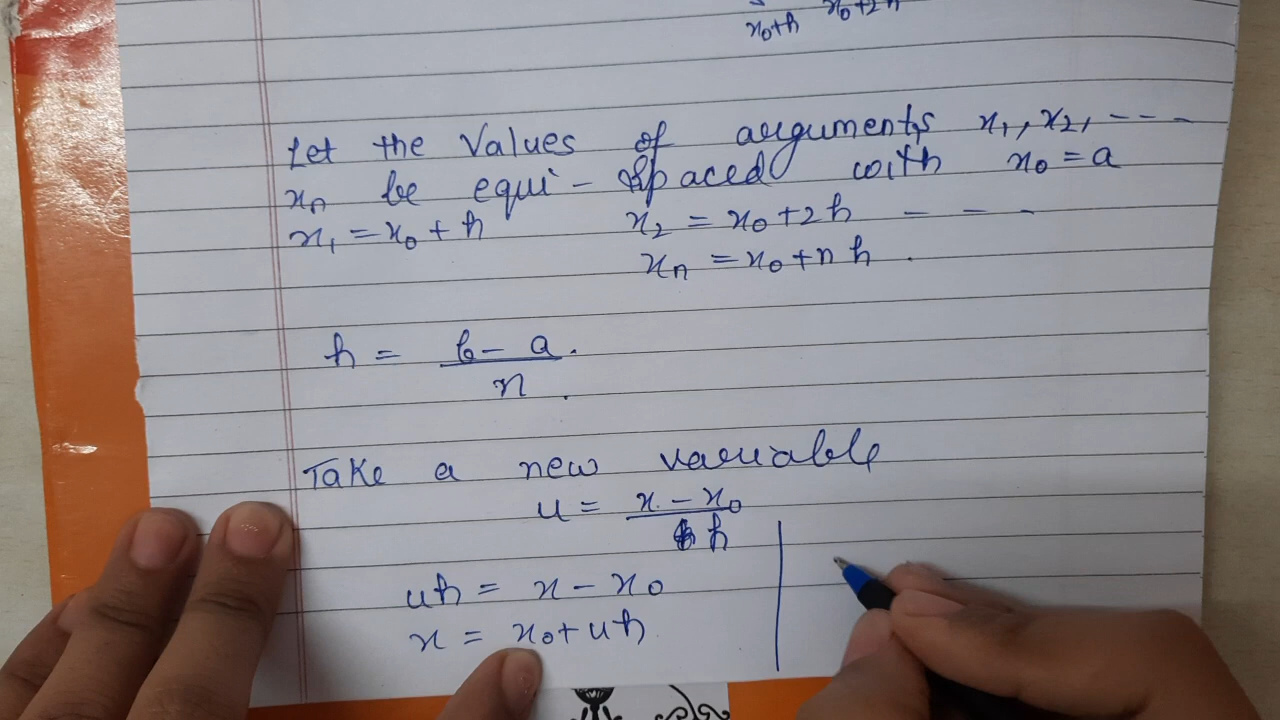 x₀+h x₀+2h
Let the Values of arguments x₁, x₂, - - -
xₙ be equi - spaced with x₀ = a
x₁ = x₀ + h x₂ = x₀ + 2h - - -
xₙ = x₀ + nh .
h = b - a .
n .
Take a new variable
u = x - x₀
h
uh = x - x₀
x = x₀ + uh